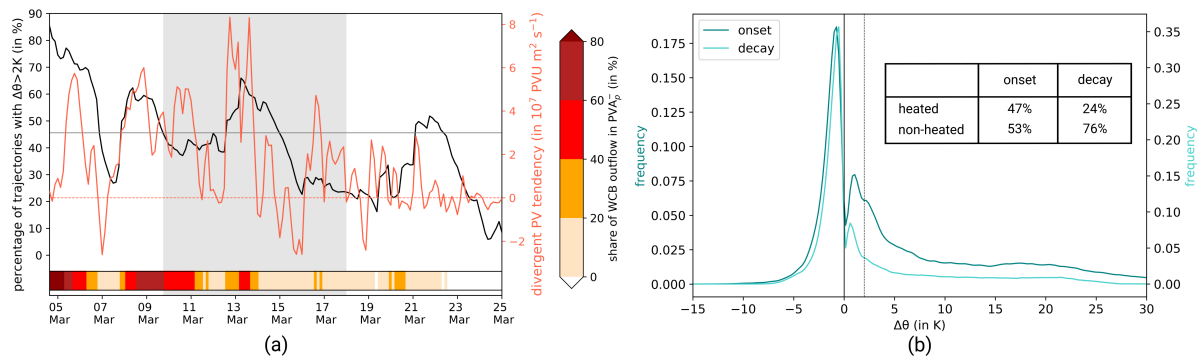 percentage of trajectories with Δθ>2K (in %)
90
80
70
60
50
40
30
20
10
0
05
Mar
07
Mar
09
Mar
11
Mar
13
Mar
15
Mar
17
Mar
19
Mar
21
Mar
23
Mar
25
Mar
8
6
4
2
0
−2
divergent PV tendency (in 10⁷ PVU m² s⁻¹)
80
60
40
20
0
share of WCB outflow in PVA⁻ₚ (in %)
(a)
frequency
0.175
0.150
0.125
0.100
0.075
0.050
0.025
0.000
onset
decay
onset decay
heated 47% 24%
non-heated 53% 76%
0.35
0.30
0.25
0.20
0.15
0.10
0.05
0.00
frequency
−15 −10 −5 0 5 10 15 20 25 30
Δθ (in K)
(b)